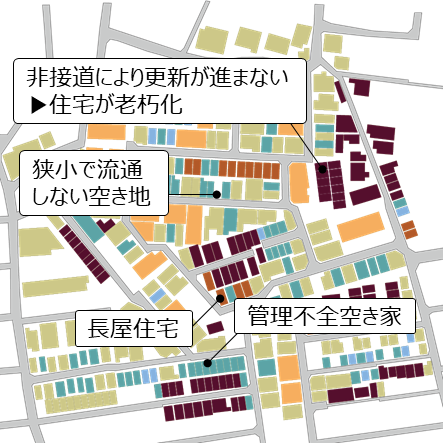 非接道により更新が進まない
▶住宅が老朽化
狭小で流通
しない空き地
長屋住宅
管理不全空き家